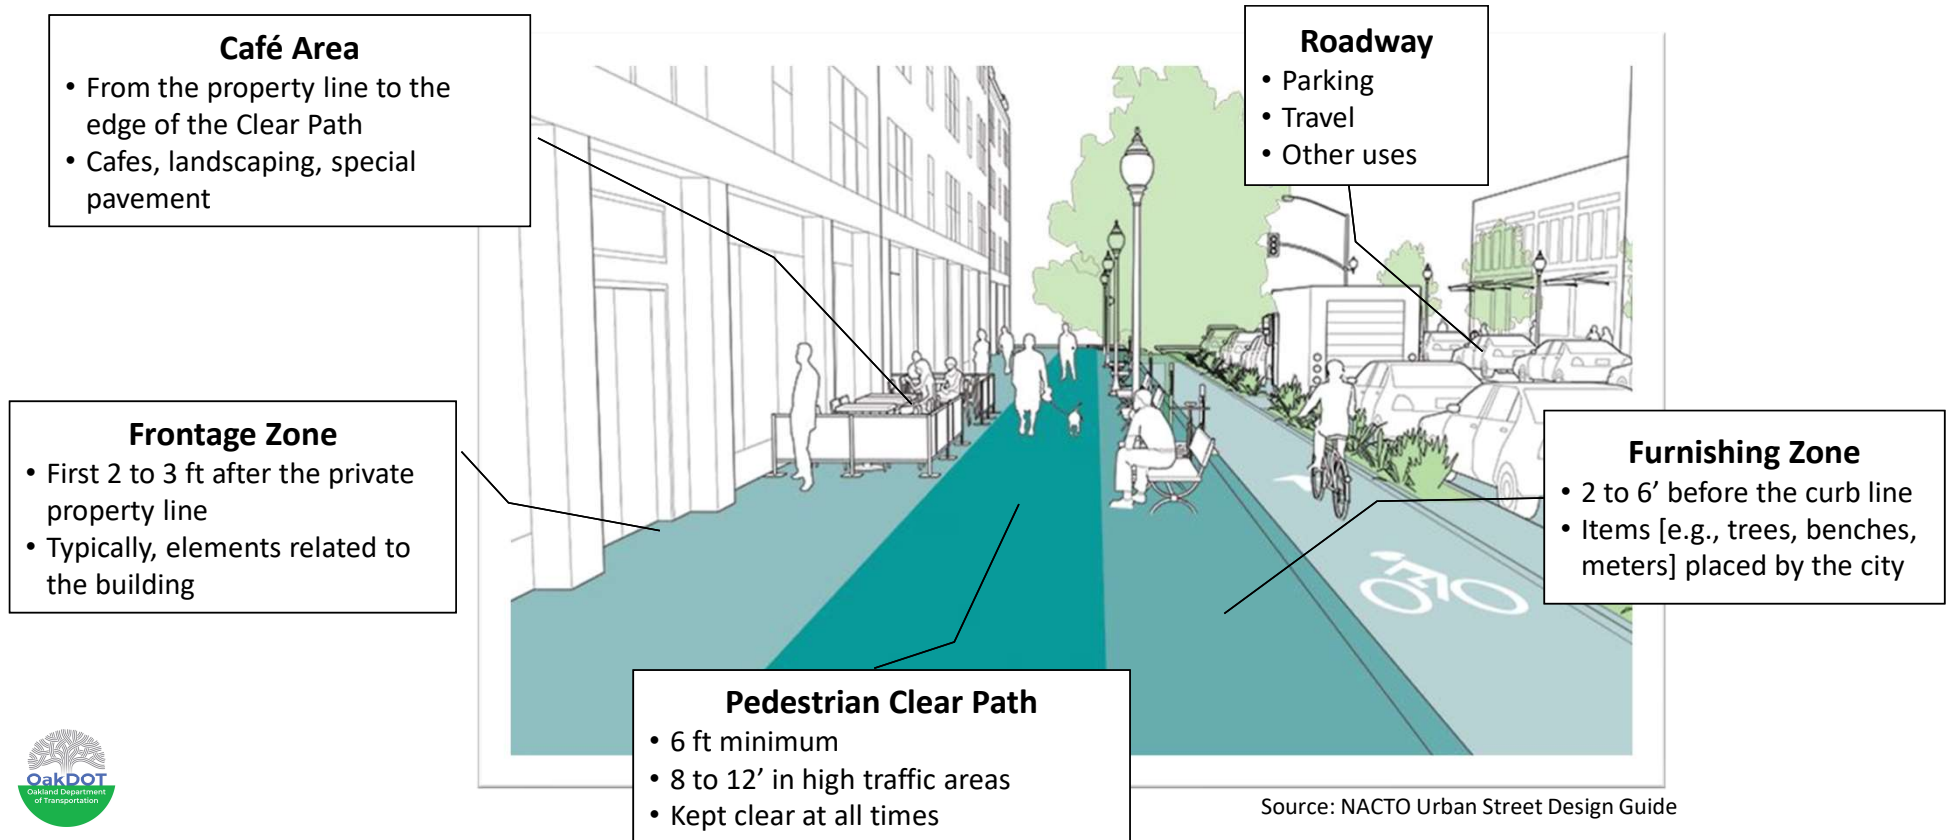 Café Area
• From the property line to the
edge of the Clear Path
• Cafes, landscaping, special
pavement
Roadway
• Parking
• Travel
• Other uses
Frontage Zone
• First 2 to 3 ft after the private
property line
• Typically, elements related to
the building
Furnishing Zone
• 2 to 6’ before the curb line
• Items [e.g., trees, benches,
meters] placed by the city
Pedestrian Clear Path
• 6 ft minimum
• 8 to 12’ in high traffic areas
• Kept clear at all times
OakDOT
Oakland Department
of Transportation
Source: NACTO Urban Street Design Guide